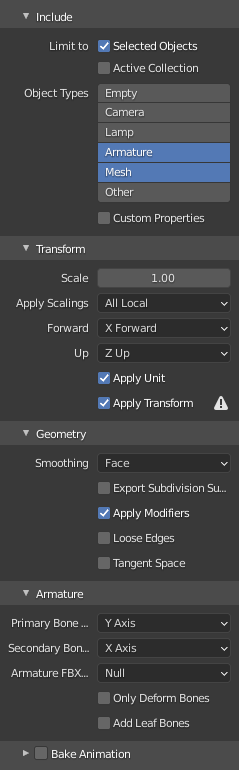 Include
Limit to Selected Objects
Active Collection
Object Types Empty
Camera
Lamp
Armature
Mesh
Other
Custom Properties
Transform
Scale 1.00
Apply Scalings All Local
Forward X Forward
Up Z Up
Apply Unit
Apply Transform
Geometry
Smoothing Face
Export Subdivision Su...
Apply Modifiers
Loose Edges
Tangent Space
Armature
Primary Bone ... Y Axis
Secondary Bon... X Axis
Armature FBX... Null
Only Deform Bones
Add Leaf Bones
Bake Animation